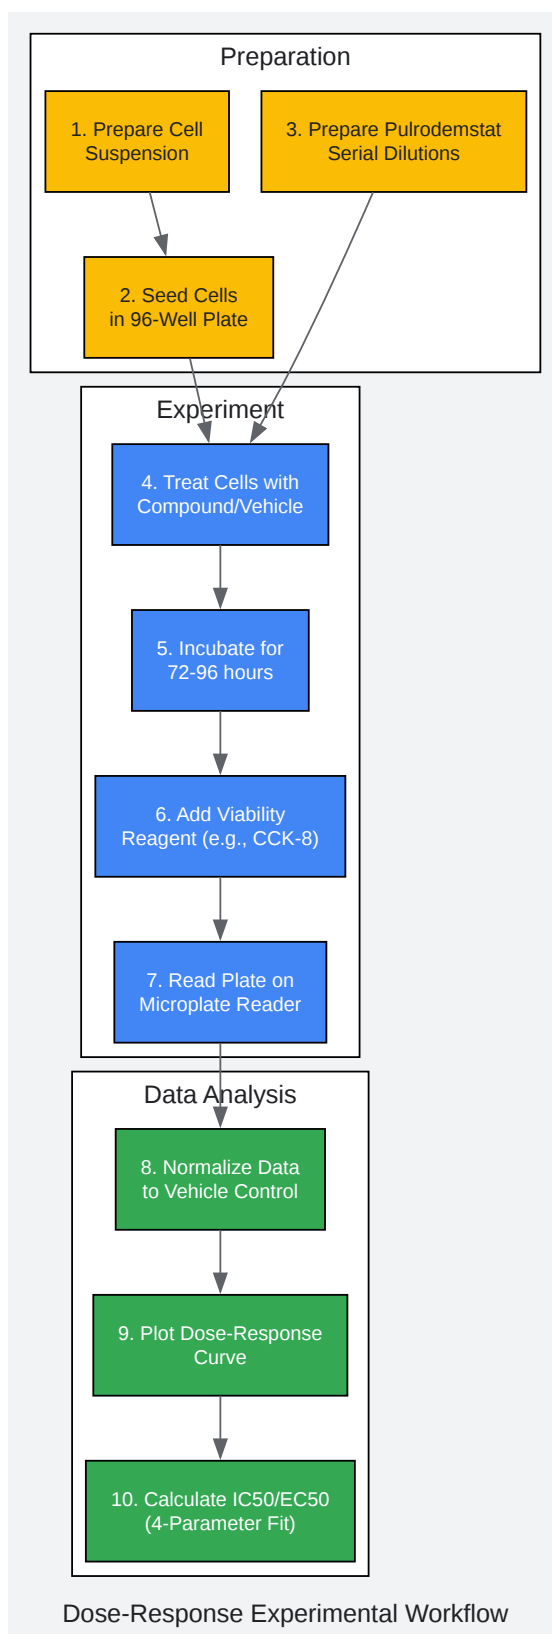 Preparation
1. Prepare Cell
Suspension
3. Prepare Pulrodemstat
Serial Dilutions
2. Seed Cells
in 96-Well Plate
Experiment
4. Treat Cells with
Compound/Vehicle
5. Incubate for
72-96 hours
6. Add Viability
Reagent (e.g., CCK-8)
7. Read Plate on
Microplate Reader
Data Analysis
8. Normalize Data
to Vehicle Control
9. Plot Dose-Response
Curve
10. Calculate IC50/EC50
(4-Parameter Fit)
Dose-Response Experimental Workflow